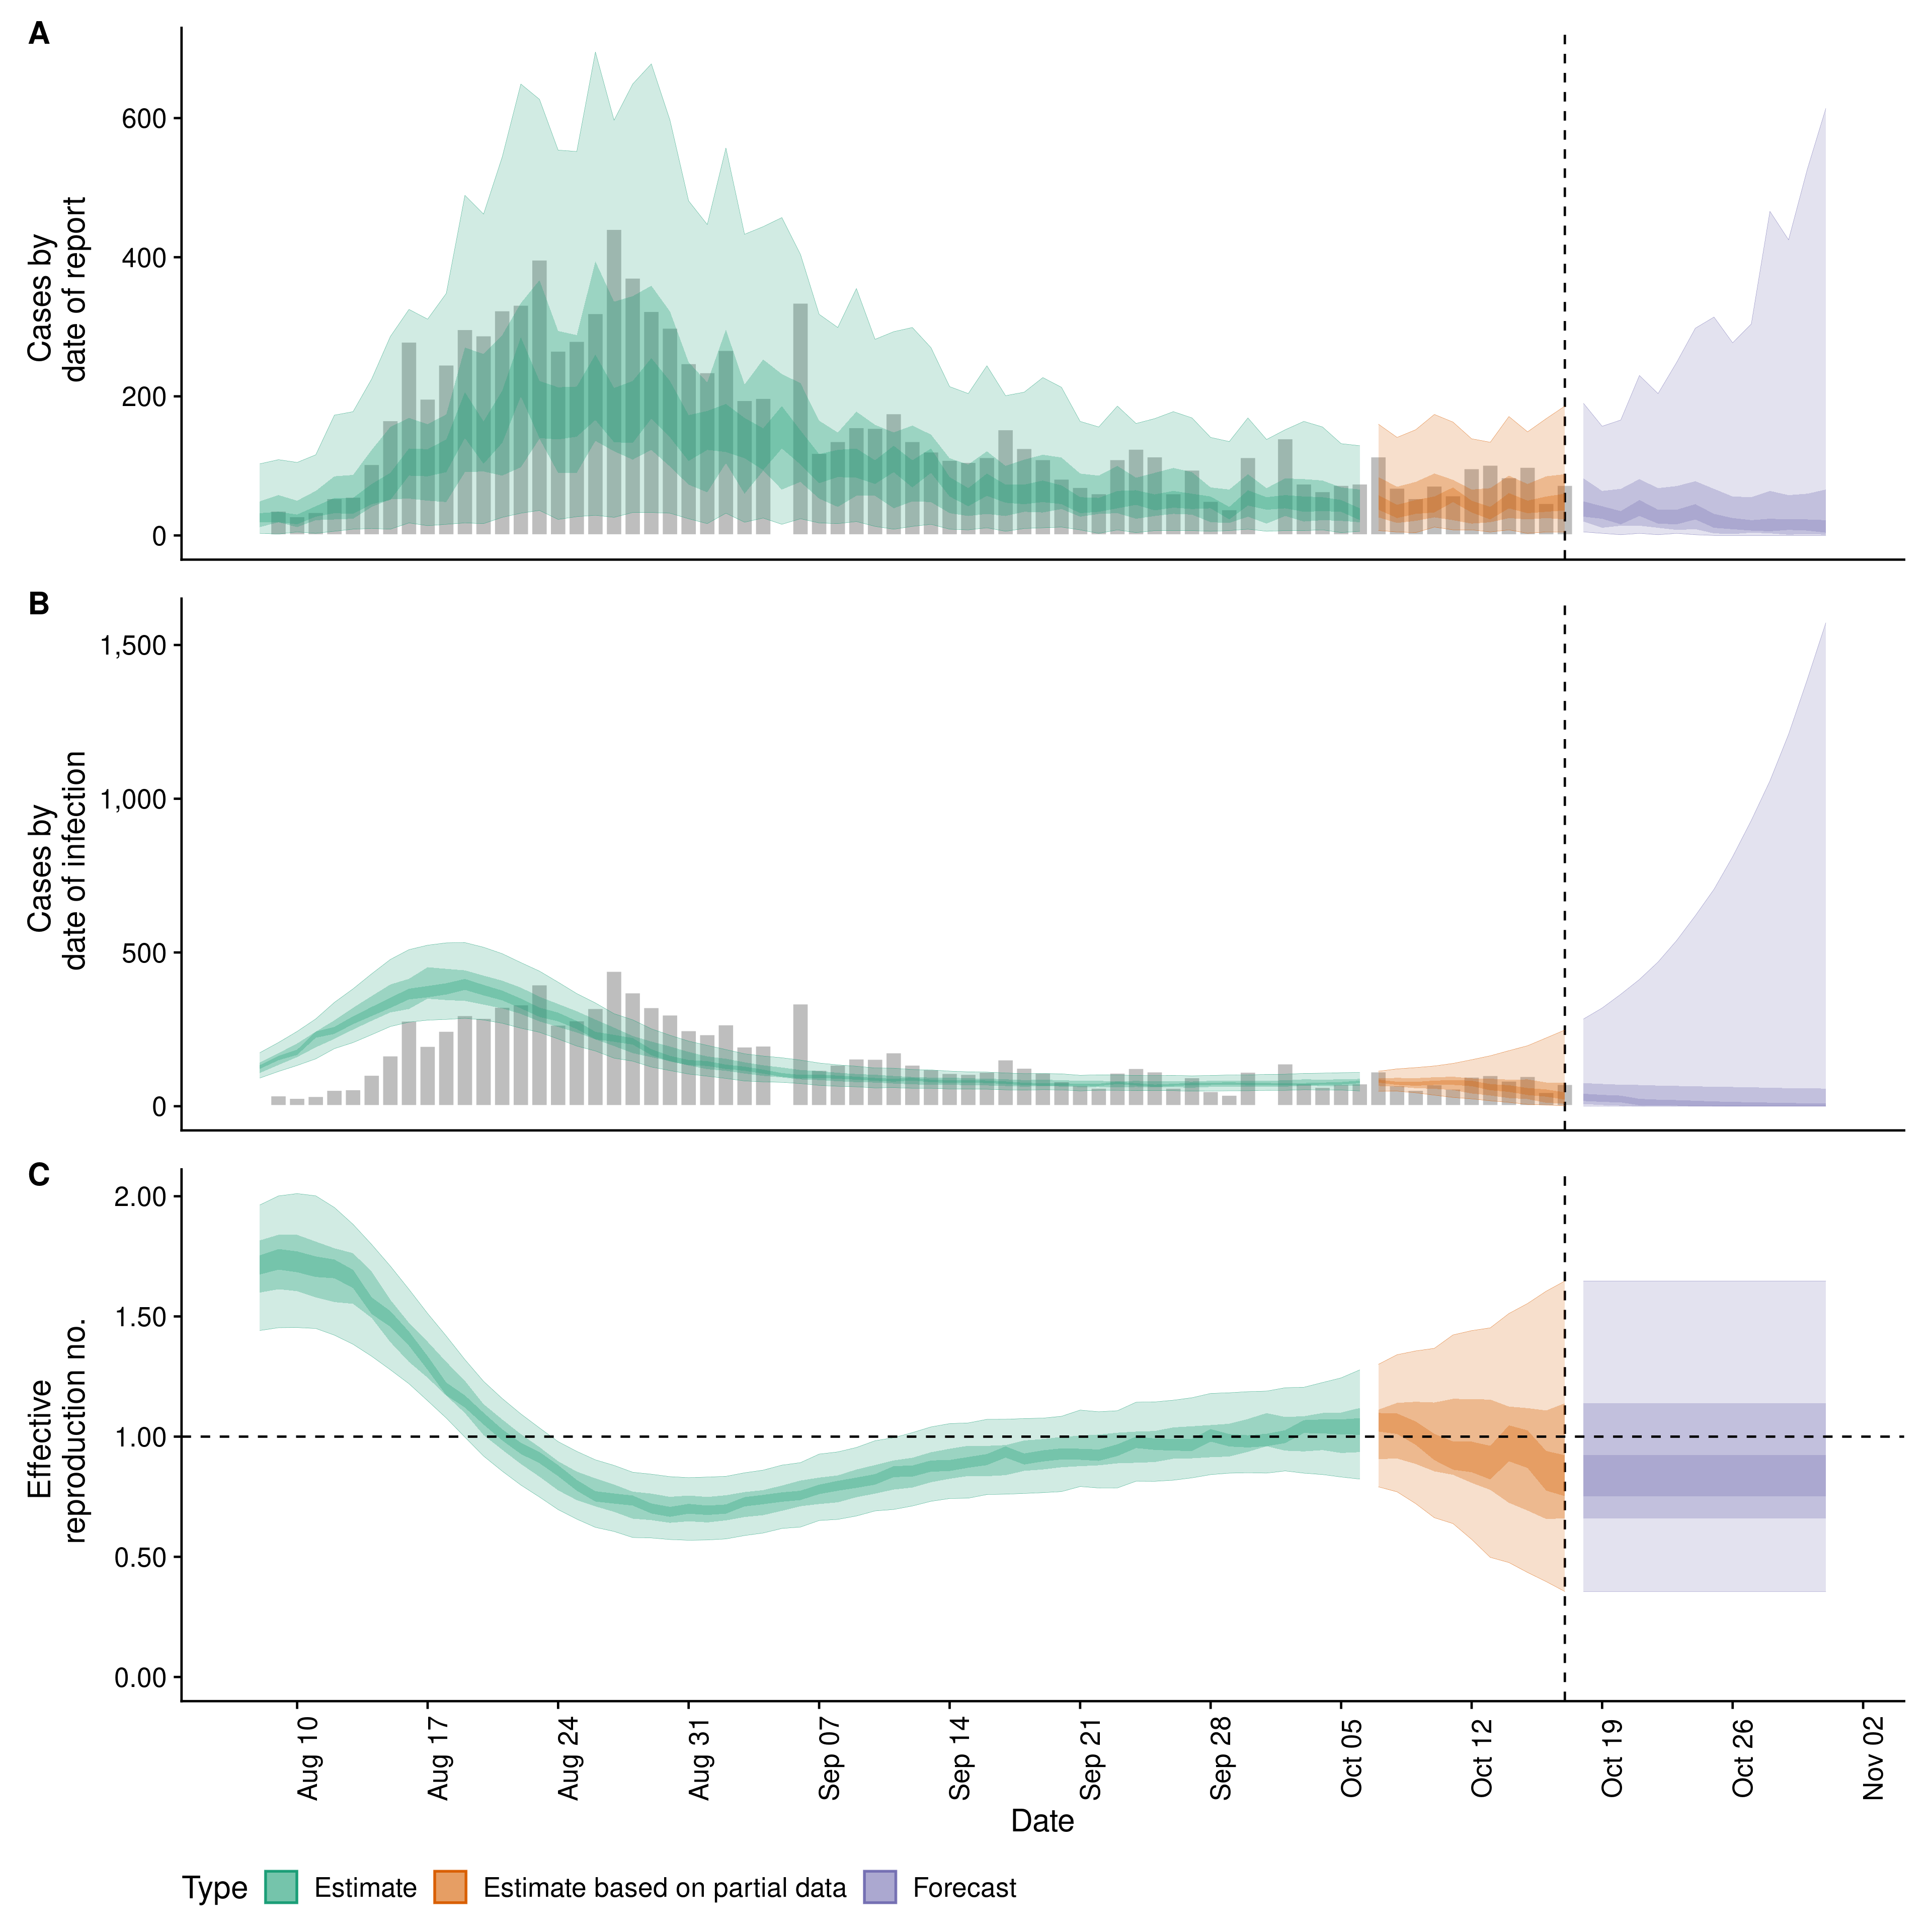 A
600
400
200
0
Cases by
date of report
B
1,500
1,000
500
0
Cases by
date of infection
C
2.00
1.50
1.00
0.50
0.00
Effective
reproduction no.
Aug 10
Aug 17
Aug 24
Aug 31
Sep 07
Sep 14
Sep 21
Sep 28
Oct 05
Oct 12
Oct 19
Oct 26
Nov 02
Date
Type Estimate Estimate based on partial data Forecast